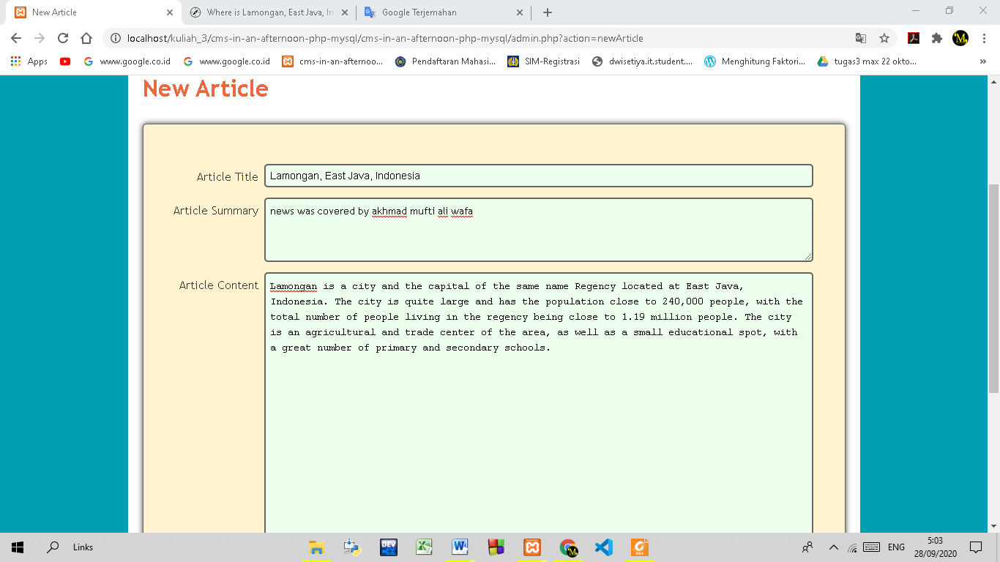 New Article
Where is Lamongan, East Java, In
Google Terjemahan
localhost/kuliah_3/cms-in-an-afternoon-php-mysql/cms-in-an-afternoon-php-mysql/admin.php?action=newArticle
Apps www.google.co.id www.google.co.id cms-in-an-afternoo... Pendaftaran Mahasi... SIM-Registrasi dwisetiya.it.student.... Menghitung Faktori... tugas3 max 22 okto... »
New Article
Article Title
Lamongan, East Java, Indonesia
Article Summary
news was covered by akhmad mufti ali wafa
Article Content
Lamongan is a city and the capital of the same name Regency located at East Java,
Indonesia. The city is quite large and has the population close to 240,000 people, with the
total number of people living in the regency being close to 1.19 million people. The city
is an agricultural and trade center of the area, as well as a small educational spot, with
a great number of primary and secondary schools.
Links
DEV
PDF
ENG
5:03
28/09/2020